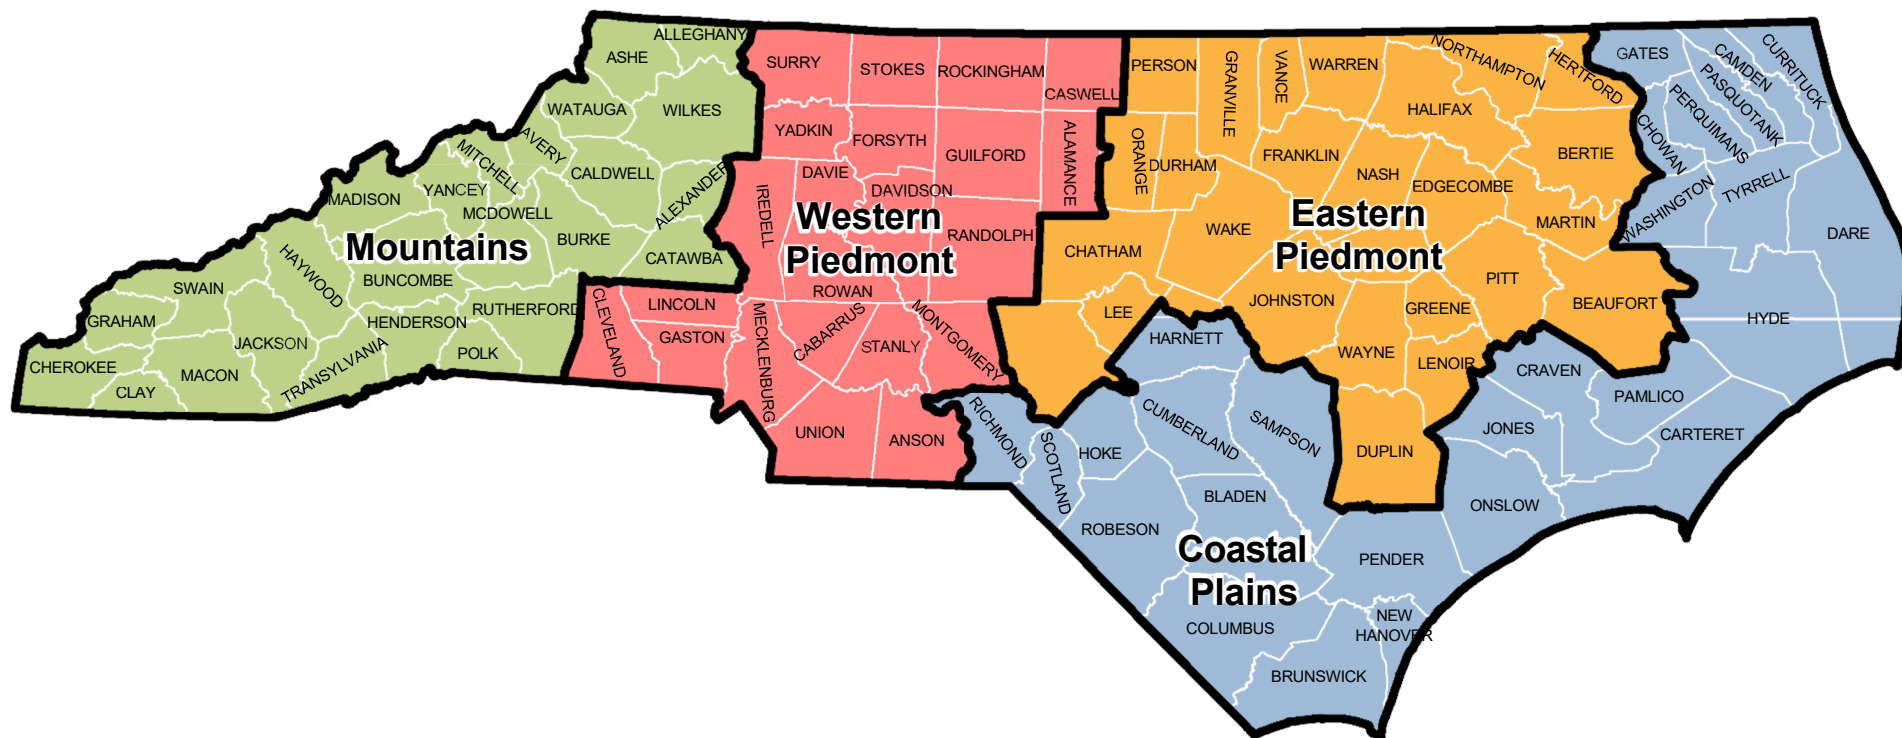 ALLEGHANY
ASHE
WATAUGA
WILKES
AVERY
MITCHELL
CALDWELL
ALEXANDER
MADISON
YANCEY
MCDOWELL
BURKE
CATAWBA
Mountains
HAYWOOD
BUNCOMBE
SWAIN
RUTHERFORD
GRAHAM
HENDERSON
JACKSON
TRANSYLVANIA
POLK
CHEROKEE
MACON
CLAY
SURRY
STOKES
ROCKINGHAM
CASWELL
YADKIN
FORSYTH
GUILFORD
ALAMANCE
DAVIE
DAVIDSON
IREDELL
Western
Piedmont
RANDOLPH
ROWAN
CLEVELAND
LINCOLN
GASTON
MECKLENBURG
CABARRUS
STANLY
MONTGOMERY
UNION
ANSON
PERSON
GRANVILLE
VANCE
WARREN
NORTHAMPTON
HERTFORD
HALIFAX
ORANGE
DURHAM
FRANKLIN
NASH
EDGECOMBE
BERTIE
MARTIN
Eastern
Piedmont
WAKE
CHATHAM
PITT
BEAUFORT
JOHNSTON
GREENE
LEE
WAYNE
LENOIR
DUPLIN
GATES
CAMDEN
CURRITUCK
PASQUOTANK
PERQUIMANS
CHOWAN
WASHINGTON
TYRRELL
DARE
HYDE
HARNETT
CRAVEN
PAMLICO
CARTERET
JONES
RICHMOND
SCOTLAND
HOKE
CUMBERLAND
SAMPSON
BLADEN
ROBESON
ONSLOW
Coastal
Plains
PENDER
COLUMBUS
NEW
HANOVER
BRUNSWICK